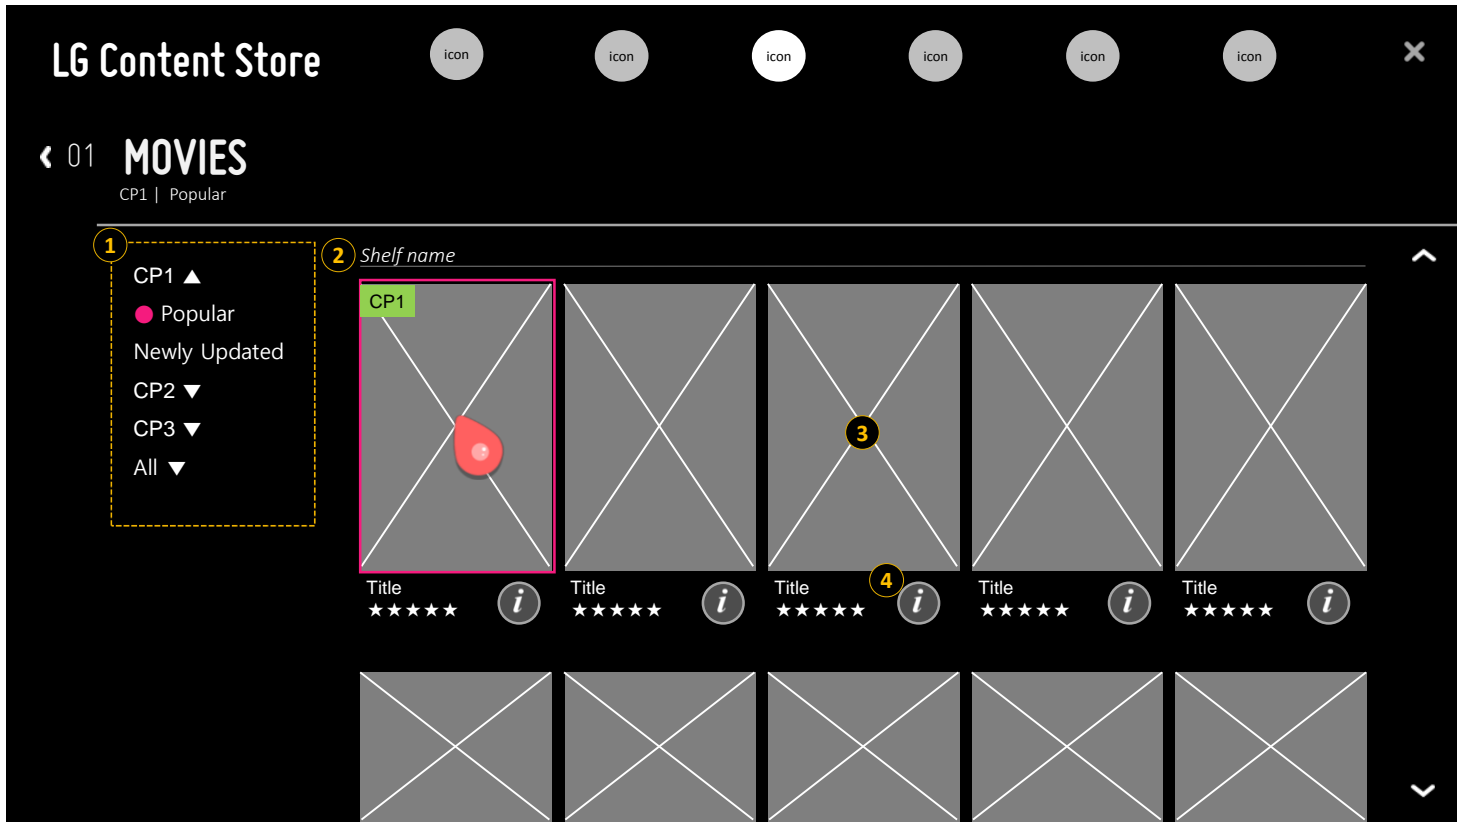 LG Content Store
icon
icon
icon
icon
icon
icon
01 MOVIES
CP1 | Popular
1
CP1 ▲
Popular
Newly Updated
CP2 ▼
CP3 ▼
All ▼
2
Shelf name
CP1
3
4
Title
★★★★★
i
Title
★★★★★
i
Title
★★★★★
i
Title
★★★★★
i
Title
★★★★★
i